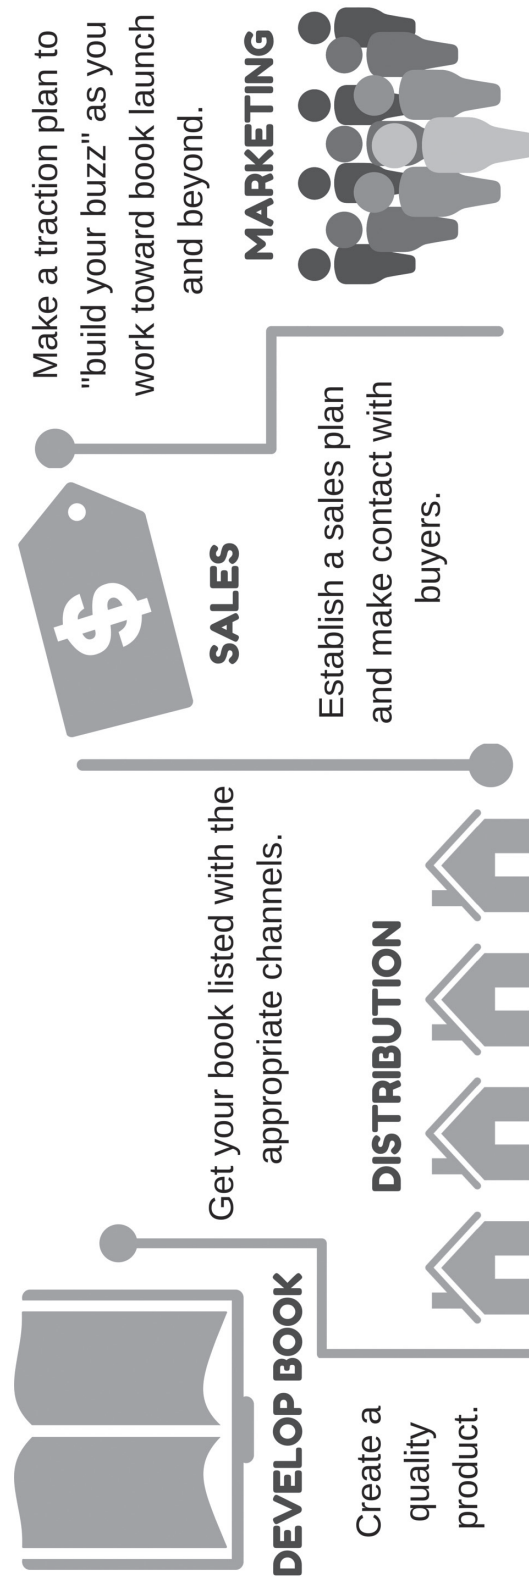 DEVELOP BOOK
Create a
quality
product.
Get your book listed with the
appropriate channels.
DISTRIBUTION
$
SALES
Establish a sales plan
and make contact with
buyers.
Make a traction plan to
"build your buzz" as you
work toward book launch
and beyond.
MARKETING